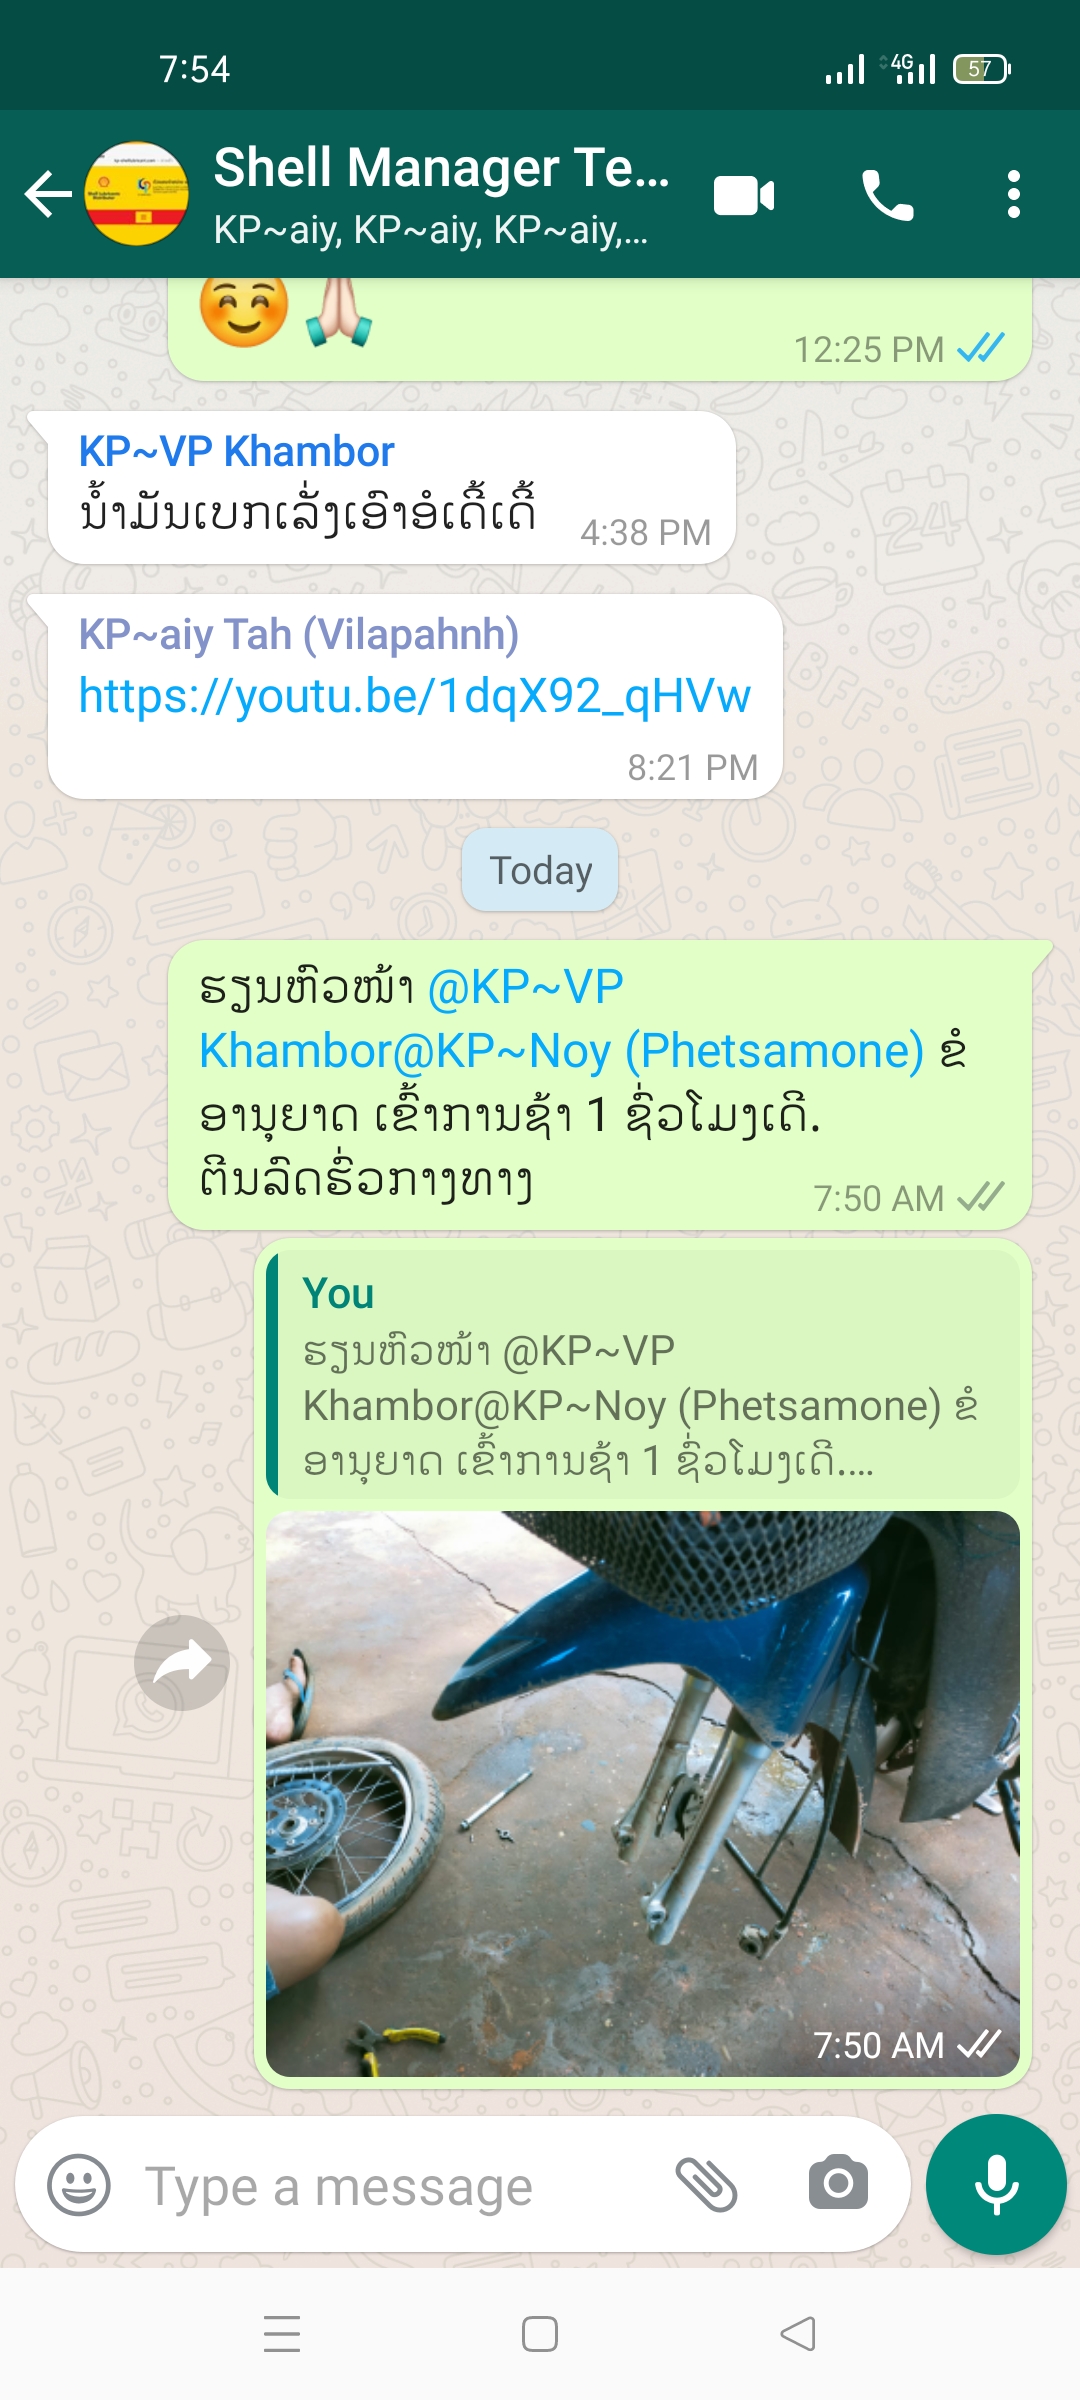 7:54
4G
57
Shell Manager Te...
KP~aiy, KP~aiy, KP~aiy,...
12:25 PM
KP~VP Khambor
ນ້ຳມັນເບກເລັ່ງເອົາອໍເດີ້ເດີ້
4:38 PM
KP~aiy Tah (Vilapahnh)
https://youtu.be/1dqX92_qHVw
8:21 PM
Today
ຮຽນຫົວໜ້າ @KP~VP
Khambor@KP~Noy (Phetsamone) ຂໍ
ອານຸຍາດ ເຂົ້າການຊ້າ 1 ຊົ່ວໂມງເດີ.
ຕີນລົດຮົ່ວກາງທາງ
7:50 AM
You
ຮຽນຫົວໜ້າ @KP~VP
Khambor@KP~Noy (Phetsamone) ຂໍ
ອານຸຍາດ ເຂົ້າການຊ້າ 1 ຊົ່ວໂມງເດີ....
7:50 AM
Type a message